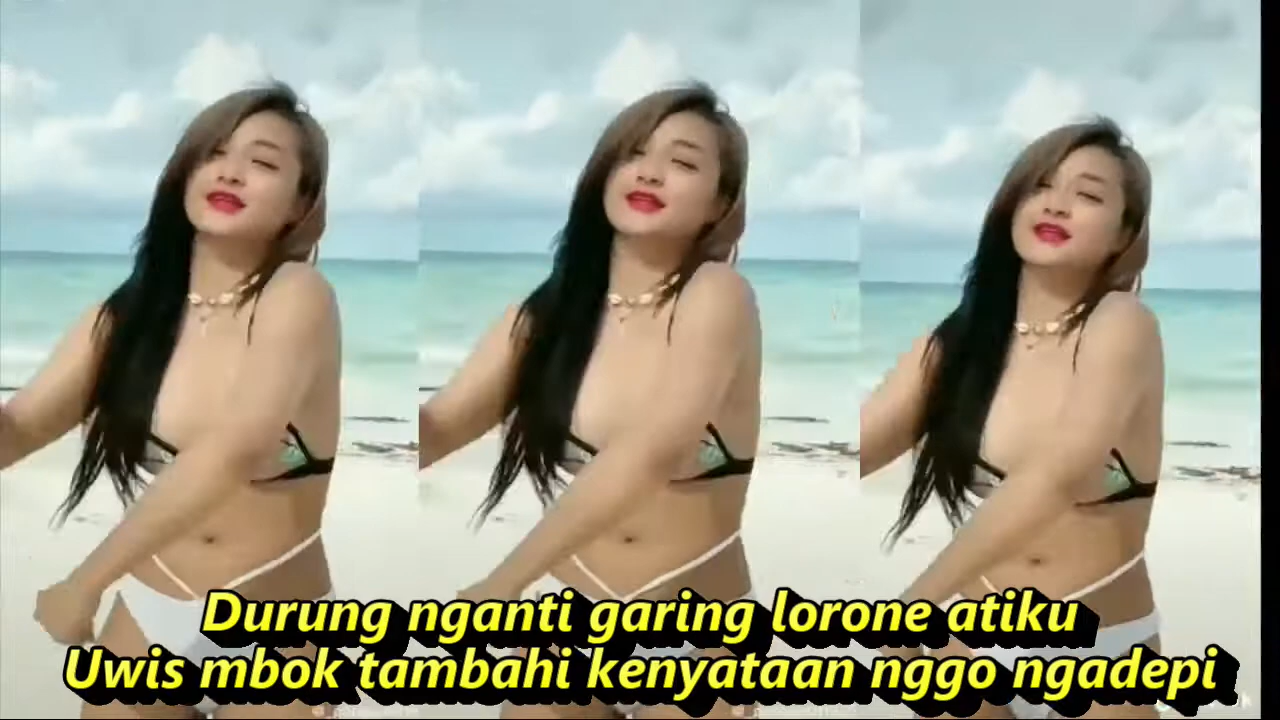 Durung nganti garing lorone atiku
Uwis mbok tambahi kenyataan nggo ngadepi